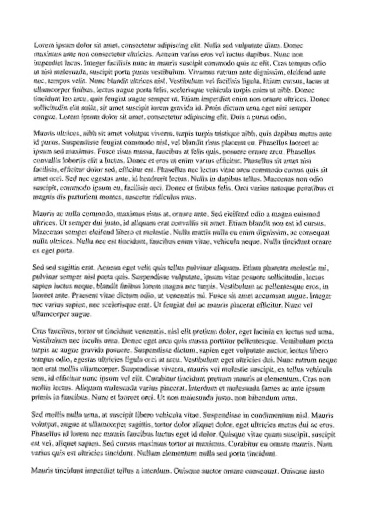 Lorem ipsum dolor sit amet, consectetur adipiscing elit. Nulla sed vulputate diam. Donec
maximus ante non consectetur ultricies. Aenean varius eros vel luctus dapibus. Nunc non
imperdiet lacus. Integer facilisis nunc in mauris suscipit commodo quis ac elit. Cras tempus odio
ut nisi malesuada, suscipit porta purus vestibulum. Vivamus rutrum ante dignissim, eleifend ante
nec, tempus velit. Nunc blandit ultrices nisl. Vestibulum vel facilisis ligula. Etiam cursus, lacus at
ullamcorper finibus, lectus augue porta felis, scelerisque vehicula turpis enim ut nibh. Donec
tincidunt leo arcu, quis feugiat augue semper ut. Etiam imperdiet enim non ornare ultrices. Donec
sollicitudin elit nulla, sit amet suscipit lorem gravida id. Proin dictum urna eget nisi semper
congue. Lorem ipsum dolor sit amet, consectetur adipiscing elit. Duis a purus odio.
Mauris ultrices, nibh sit amet volutpat viverra, turpis turpis tristique nibh, quis dapibus metus ante
id purus. Suspendisse feugiat commodo nisl, vel blandit risus placerat eu. Phasellus laoreet ac
ipsum sed maximus. Fusce risus massa, faucibus at felis quis, posuere ornare arcu. Phasellus
convallis lobortis elit a luctus. Donec et eros ut enim varius efficitur. Phasellus sit amet nisi
facilisis, efficitur dolor sed, efficitur est. Phasellus nec lectus vitae arcu commodo cursus quis sit
amet orci. Sed nec egestas ante, id hendrerit lacus. Nulla in dapibus tellus. Maecenas non odio
suscipit, commodo ipsum eu, facilisis orci. Donec et finibus felis. Orci varius natoque penatibus et
magnis dis parturient montes, nascetur ridiculus mus.
Mauris ac nulla commodo, maximus risus at, ornare ante. Sed eleifend odio a magna euismod
ultrices. Ut semper dui justo, id aliquam erat convallis sit amet. Etiam blandit non est id cursus.
Maecenas semper eleifend libero et molestie. Nulla mattis nulla eu enim dignissim, ac consequat
nulla ultrices. Nulla nec est tincidunt, faucibus enim vitae, vehicula neque. Nulla tincidunt ornare
ex eget porta.
Sed sed sagittis erat. Aenean eget velit quis tellus pulvinar aliquam. Etiam pharetra molestie mi,
pulvinar semper nisl porta quis. Suspendisse vulputate, ipsum vitae posuere sollicitudin, lectus
sapien luctus neque, blandit finibus lorem magna nec turpis. Vestibulum ac pellentesque eros, in
laoreet ante. Praesent vitae dictum odio, ut venenatis mi. Fusce sit amet accumsan augue. Integer
nec varius sapien, nec scelerisque erat. Ut feugiat dui ac mauris placerat efficitur. Nunc vel
ullamcorper augue.
Cras faucibus, tortor ut tincidunt venenatis, nisl elit pretium dolor, eget lacinia ex lectus sed urna.
Vestibulum nec iaculis urna. Donec eget arcu quis massa porttitor pellentesque. Vestibulum porta
turpis ac augue gravida posuere. Suspendisse dictum, sapien eget vulputate auctor, lectus libero
tempus odio, egestas ultricies ligula orci at arcu. Vestibulum eget ultricies dui. Nunc rutrum neque
non erat mollis ullamcorper. Suspendisse viverra, mauris vel molestie suscipit, ex tellus vehicula
sem, id efficitur nunc ipsum vel elit. Curabitur tincidunt pretium mauris ut elementum. Cras non
mollis lectus. Aliquam malesuada varius placerat. Interdum et malesuada fames ac ante ipsum
primis in faucibus. Nunc et laoreet orci. Ut non malesuada justo, non bibendum urna.
Sed mollis nulla urna, at suscipit libero vehicula vitae. Suspendisse in condimentum nisl. Mauris
volutpat, augue at ullamcorper sagittis, tortor dolor aliquet dolor, eget ultricies metus dui ac eros.
Phasellus id lorem nec mauris faucibus luctus eget id dolor. Quisque vitae quam suscipit, suscipit
est vel, aliquet sapien. Sed cursus maximus tortor at maximus. Curabitur eu ornare mauris. Nam
varius quis est ultricies tincidunt. Nullam elementum nulla sed porta tincidunt.
Mauris tincidunt imperdiet tellus a interdum. Quisque auctor ornare consequat. Quisque justo